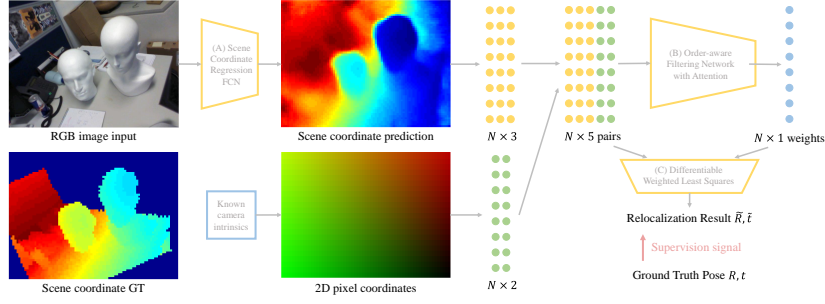 (A) Scene
Coordinate
Regression
FCN
(B) Order-aware
Filtering Network
with Attention
RGB image input
Scene coordinate prediction
N × 3
N × 5 pairs
N × 1 weights
Known
camera
intrinsics
(C) Differentiable
Weighted Least Squares
Relocalization Result R̃, t̃
Supervision signal
Ground Truth Pose R, t
Scene coordinate GT
2D pixel coordinates
N × 2